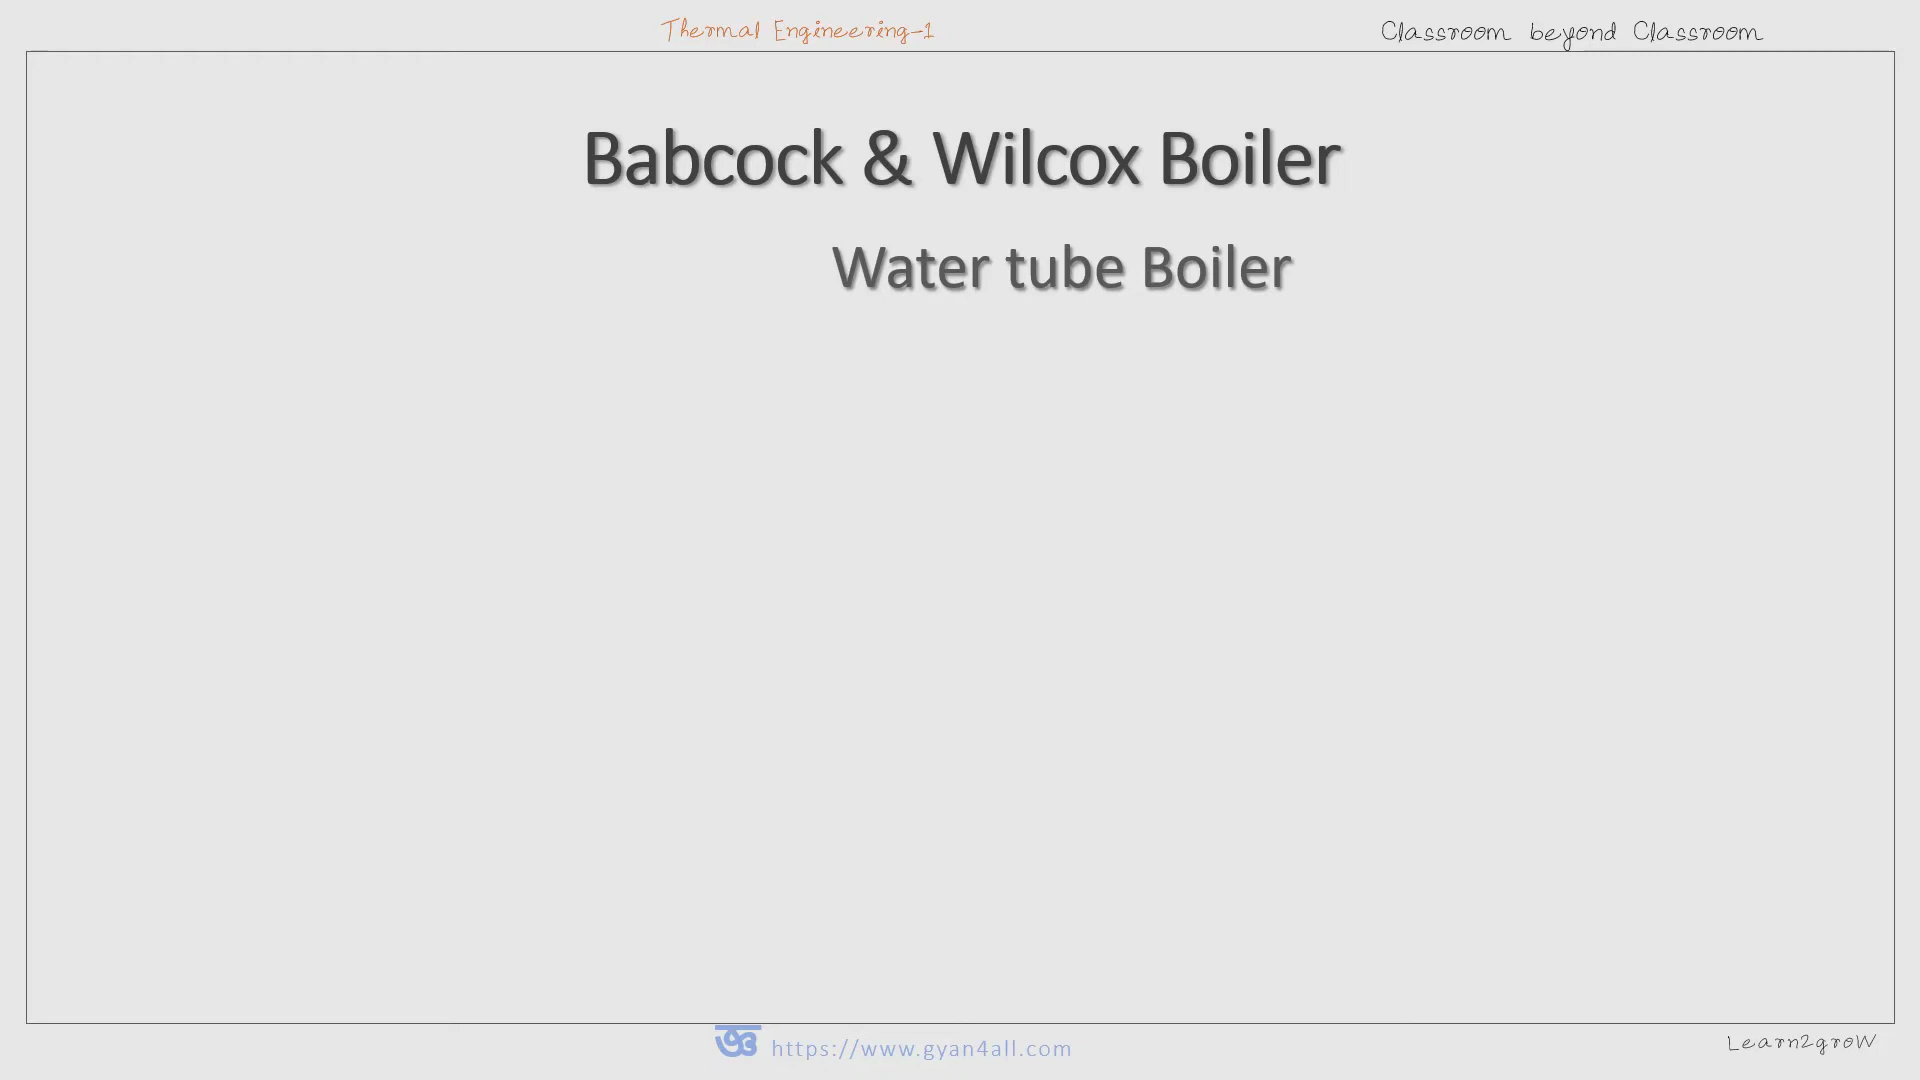 Thermal Engineering-1
Classroom beyond Classroom
Babcock & Wilcox Boiler
Water tube Boiler
https://www.gyan4all.com
Learn2groW